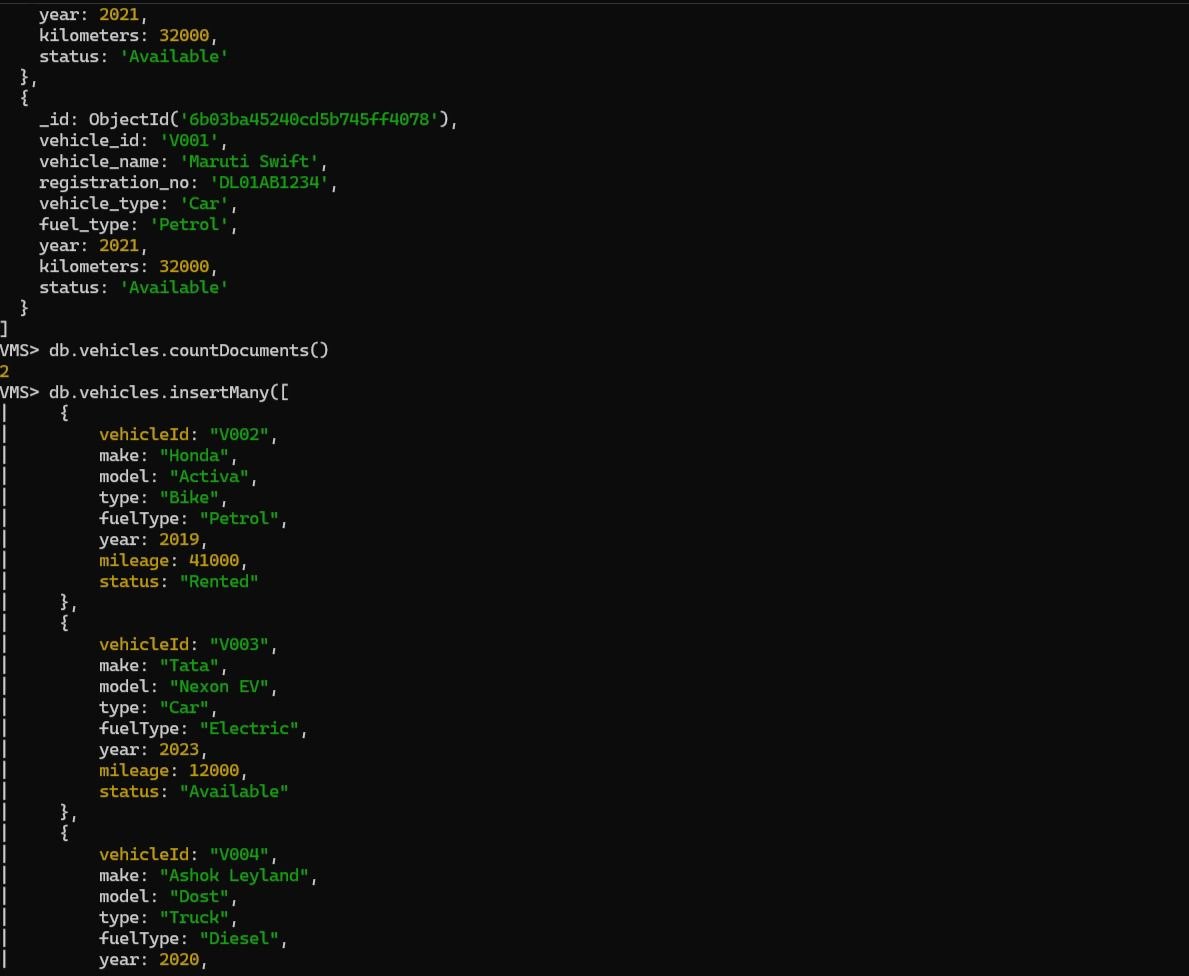 year: 2021,
kilometers: 32000,
status: 'Available'
},
{
_id: ObjectId('6b03ba45240cd5b745ff4078'),
vehicle_id: 'V001',
vehicle_name: 'Maruti Swift',
registration_no: 'DL01AB1234',
vehicle_type: 'Car',
fuel_type: 'Petrol',
year: 2021,
kilometers: 32000,
status: 'Available'
}
]
VMS> db.vehicles.countDocuments()
2
VMS> db.vehicles.insertMany([
| {
| vehicleId: "V002",
| make: "Honda",
| model: "Activa",
| type: "Bike",
| fuelType: "Petrol",
| year: 2019,
| mileage: 41000,
| status: "Rented"
| },
| {
| vehicleId: "V003",
| make: "Tata",
| model: "Nexon EV",
| type: "Car",
| fuelType: "Electric",
| year: 2023,
| mileage: 12000,
| status: "Available"
| },
| {
| vehicleId: "V004",
| make: "Ashok Leyland",
| model: "Dost",
| type: "Truck",
| fuelType: "Diesel",
| year: 2020,